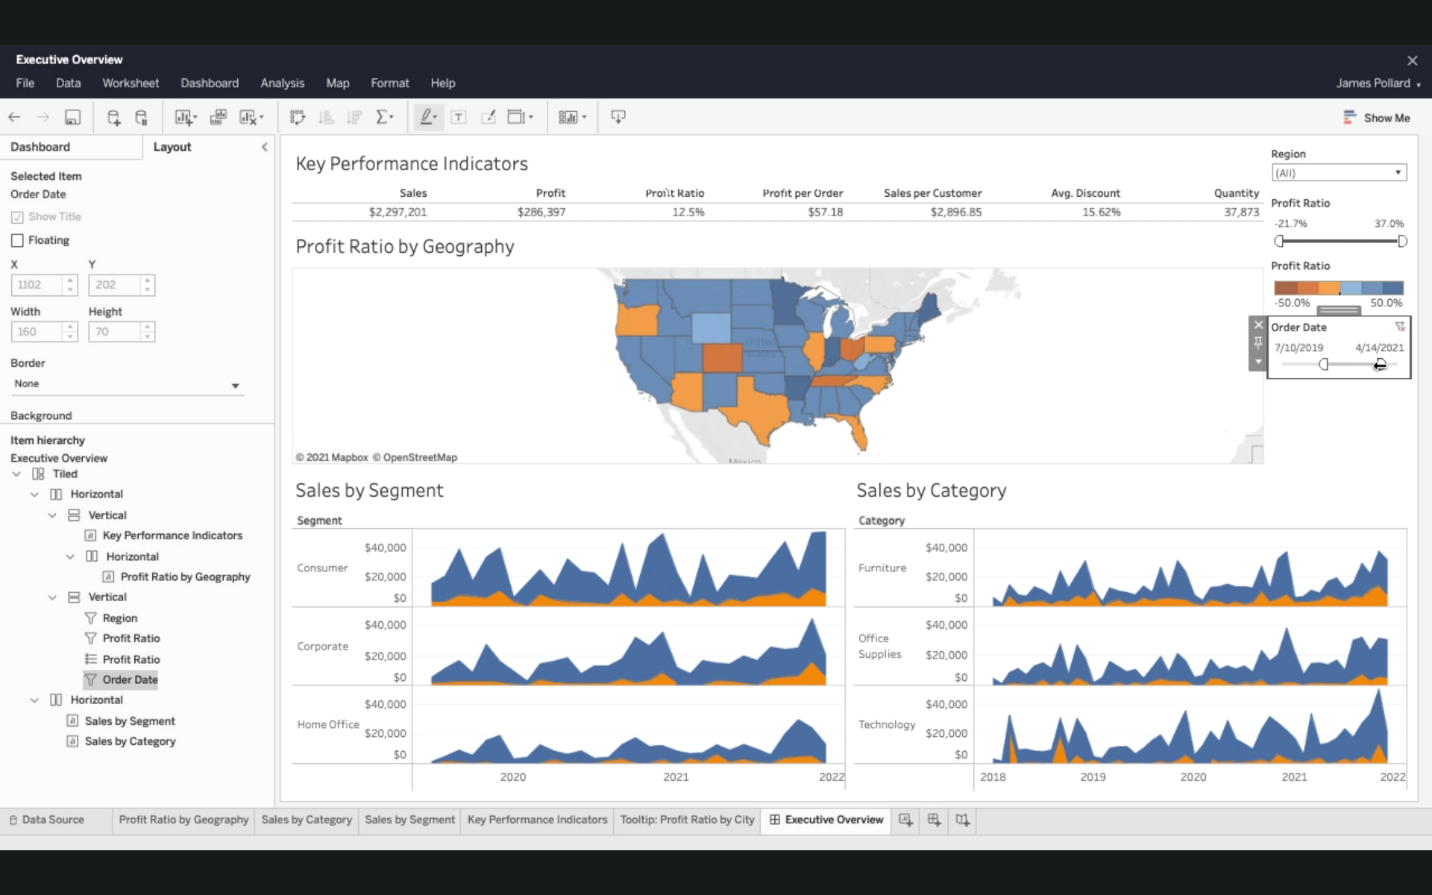 Executive Overview
File Data Worksheet Dashboard Analysis Map Format Help
James Pollard
Show Me
Dashboard
Layout
Selected Item
Order Date
Show Title
Floating
X Y
1102 202
Width Height
160 70
Border
None
Background
Item hierarchy
Executive Overview
Tiled
Horizontal
Vertical
Key Performance Indicators
Horizontal
Profit Ratio by Geography
Vertical
Region
Profit Ratio
Profit Ratio
Order Date
Horizontal
Sales by Segment
Sales by Category
Key Performance Indicators
Sales Profit Profit Ratio Profit per Order Sales per Customer Avg. Discount Quantity
$2,297,201 $286,397 12.5% $57.18 $2,896.85 15.62% 37,873
Profit Ratio by Geography
United
States
Mexico
© 2021 Mapbox © OpenStreetMap
Region
(All)
Profit Ratio
-21.7% 37.0%
Profit Ratio
-50.0% 50.0%
Order Date
7/10/2019 4/14/2021
Sales by Segment
Segment
Consumer
$40,000
$20,000
$0
Corporate
$40,000
$20,000
$0
Home Office
$40,000
$20,000
$0
2020 2021 2022
Sales by Category
Category
Furniture
$40,000
$20,000
$0
Office
Supplies
$40,000
$20,000
$0
Technology
$40,000
$20,000
$0
2018 2019 2020 2021 2022
Data Source Profit Ratio by Geography Sales by Category Sales by Segment Key Performance Indicators Tooltip: Profit Ratio by City Executive Overview